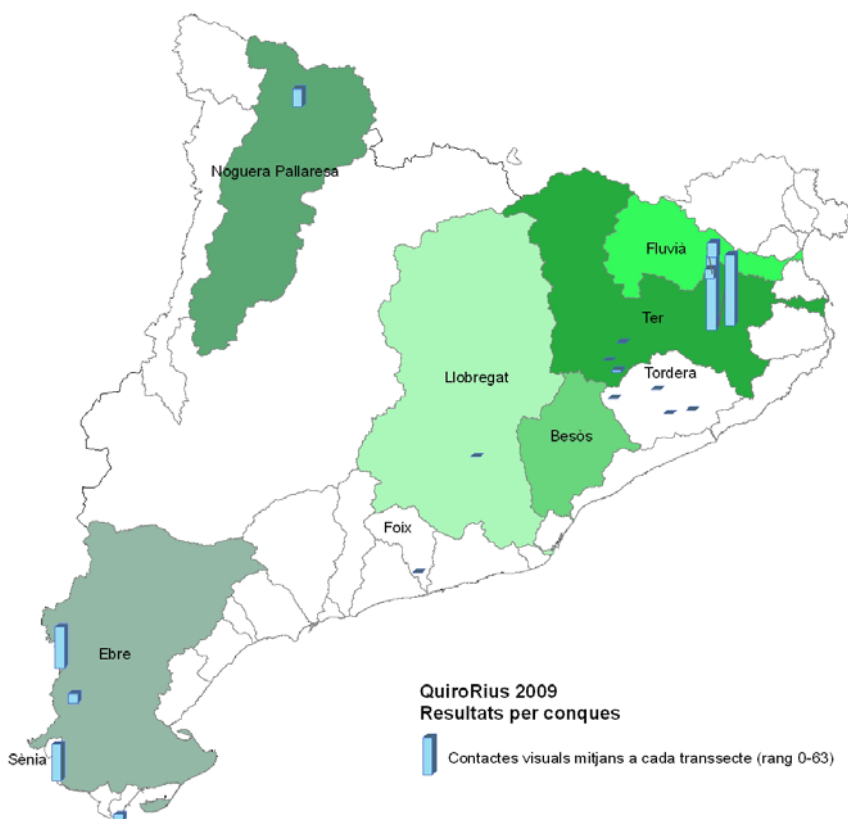 Noguera Pallaresa
Fluvià
Ter
Tordera
Llobregat
Besòs
Foix
Ebre
Sènia
QuiroRius 2009
Resultats per conques
Contactes visuals mitjans a cada transsecte (rang 0-63)